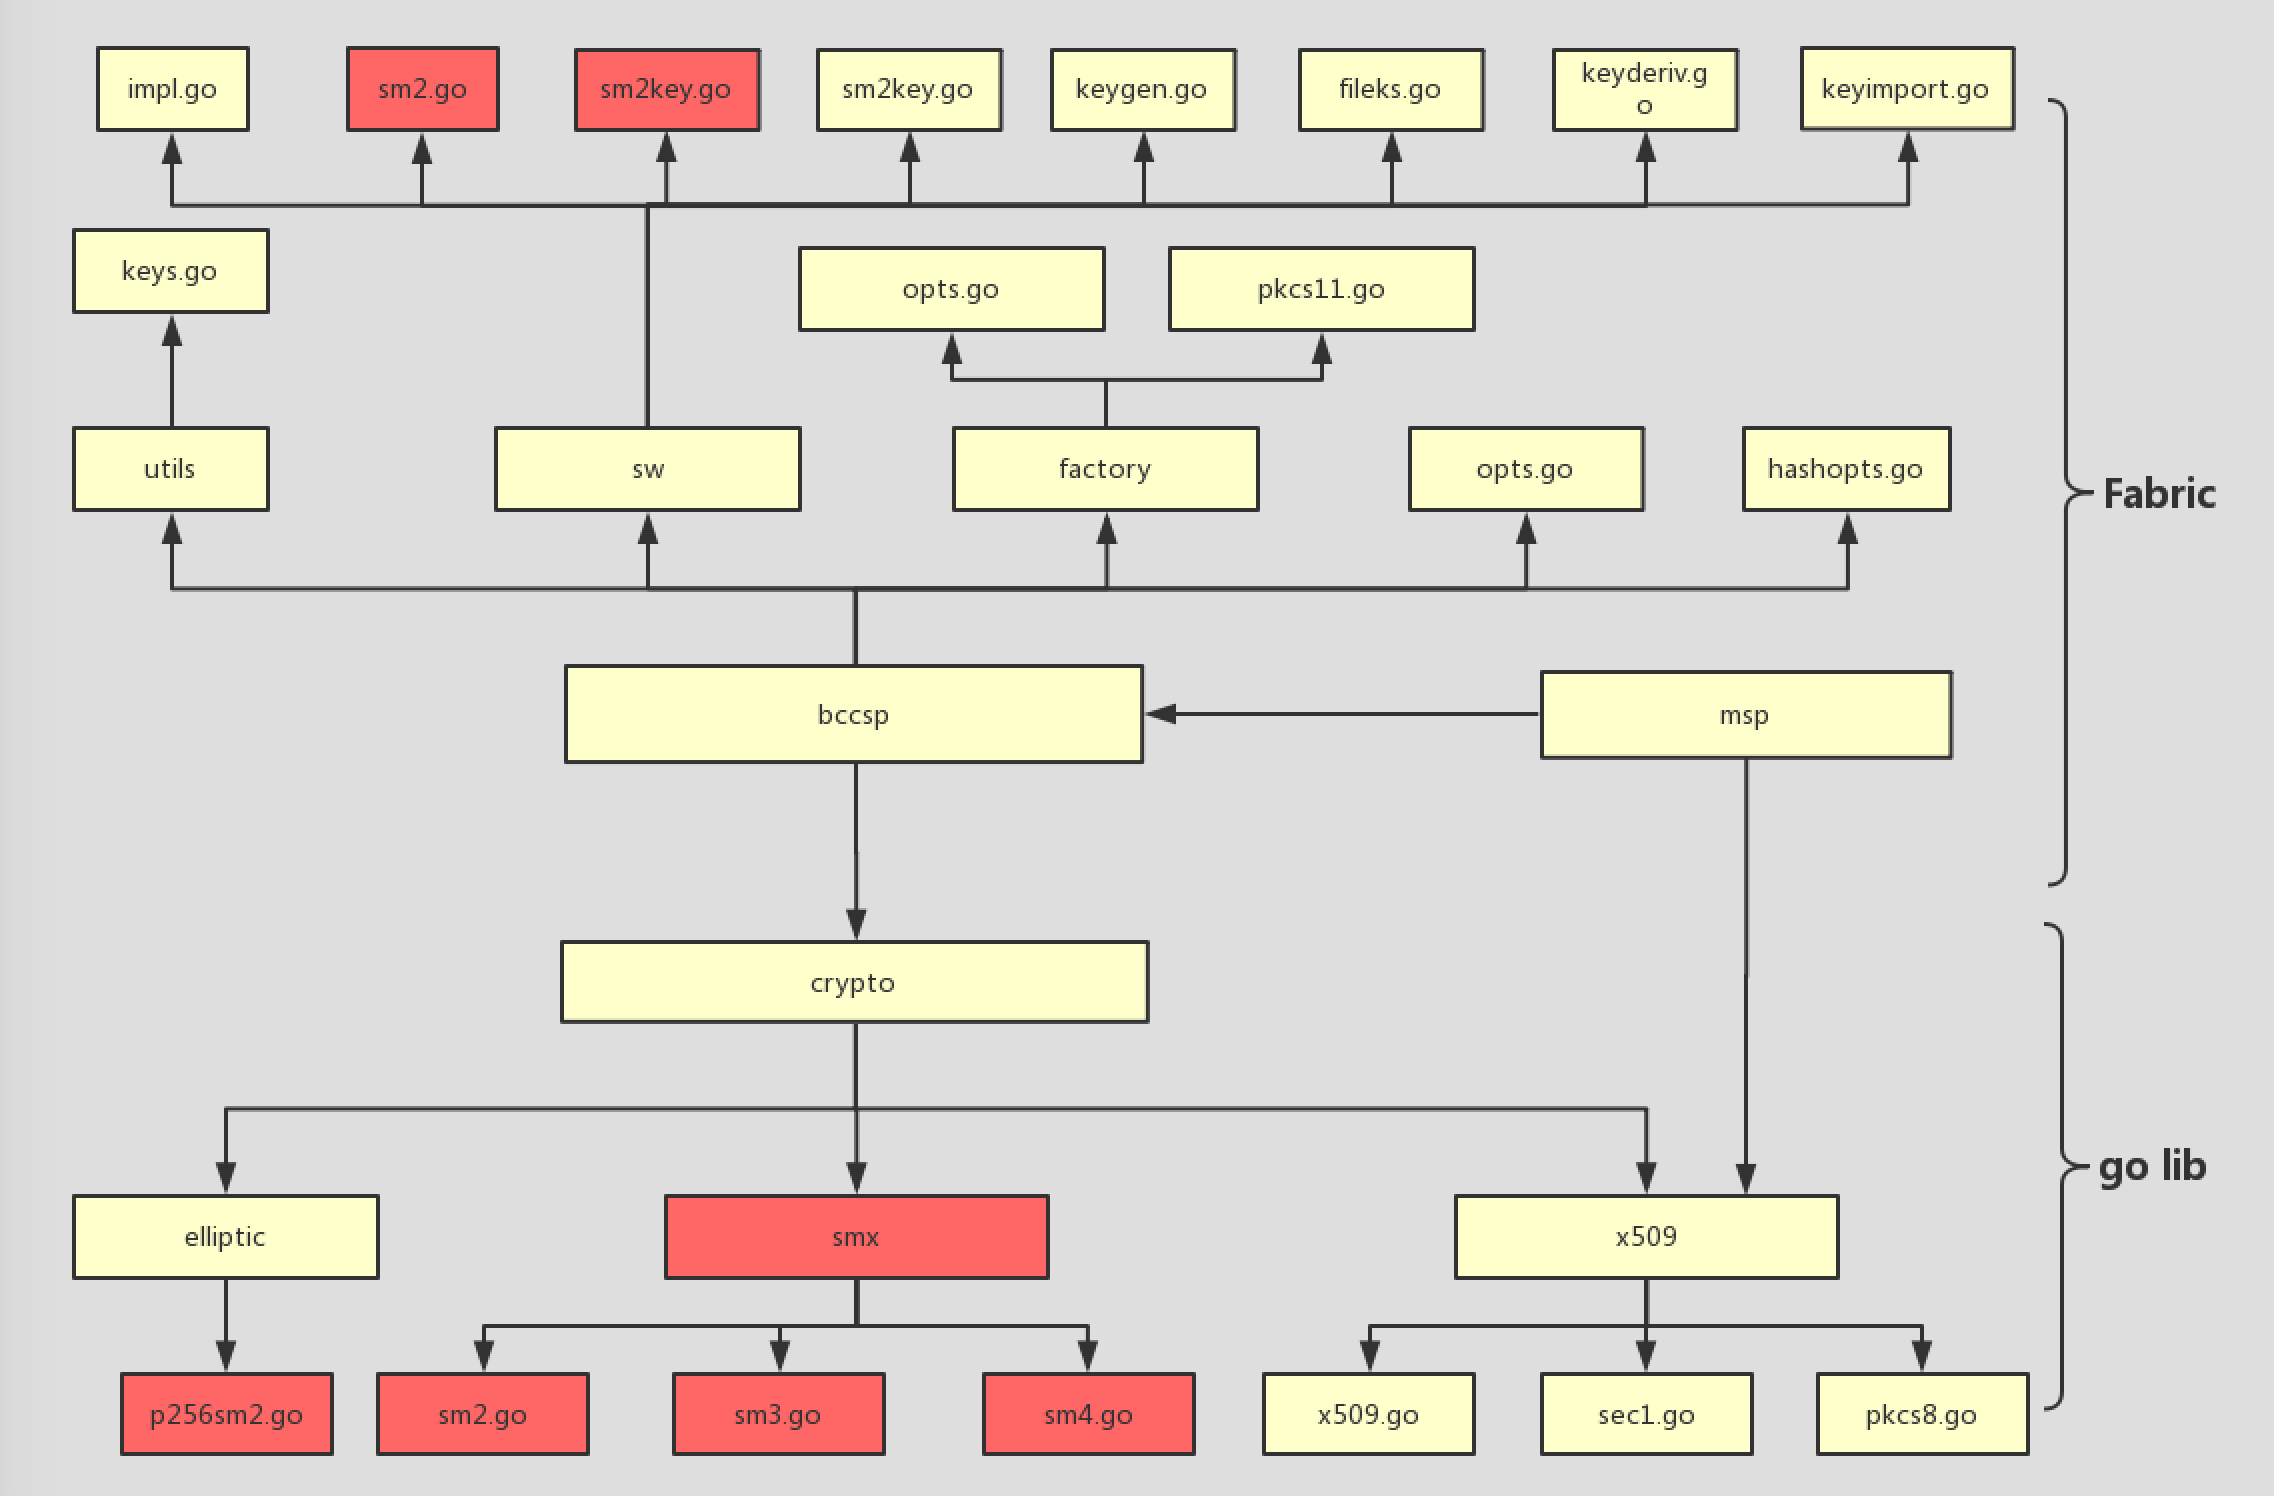 impl.go
sm2.go
sm2key.go
sm2key.go
keygen.go
fileks.go
keyderiv.g
o
keyimport.go
keys.go
opts.go
pkcs11.go
utils
sw
factory
opts.go
hashopts.go
Fabric
bccsp
msp
crypto
go lib
elliptic
smx
x509
p256sm2.go
sm2.go
sm3.go
sm4.go
x509.go
sec1.go
pkcs8.go